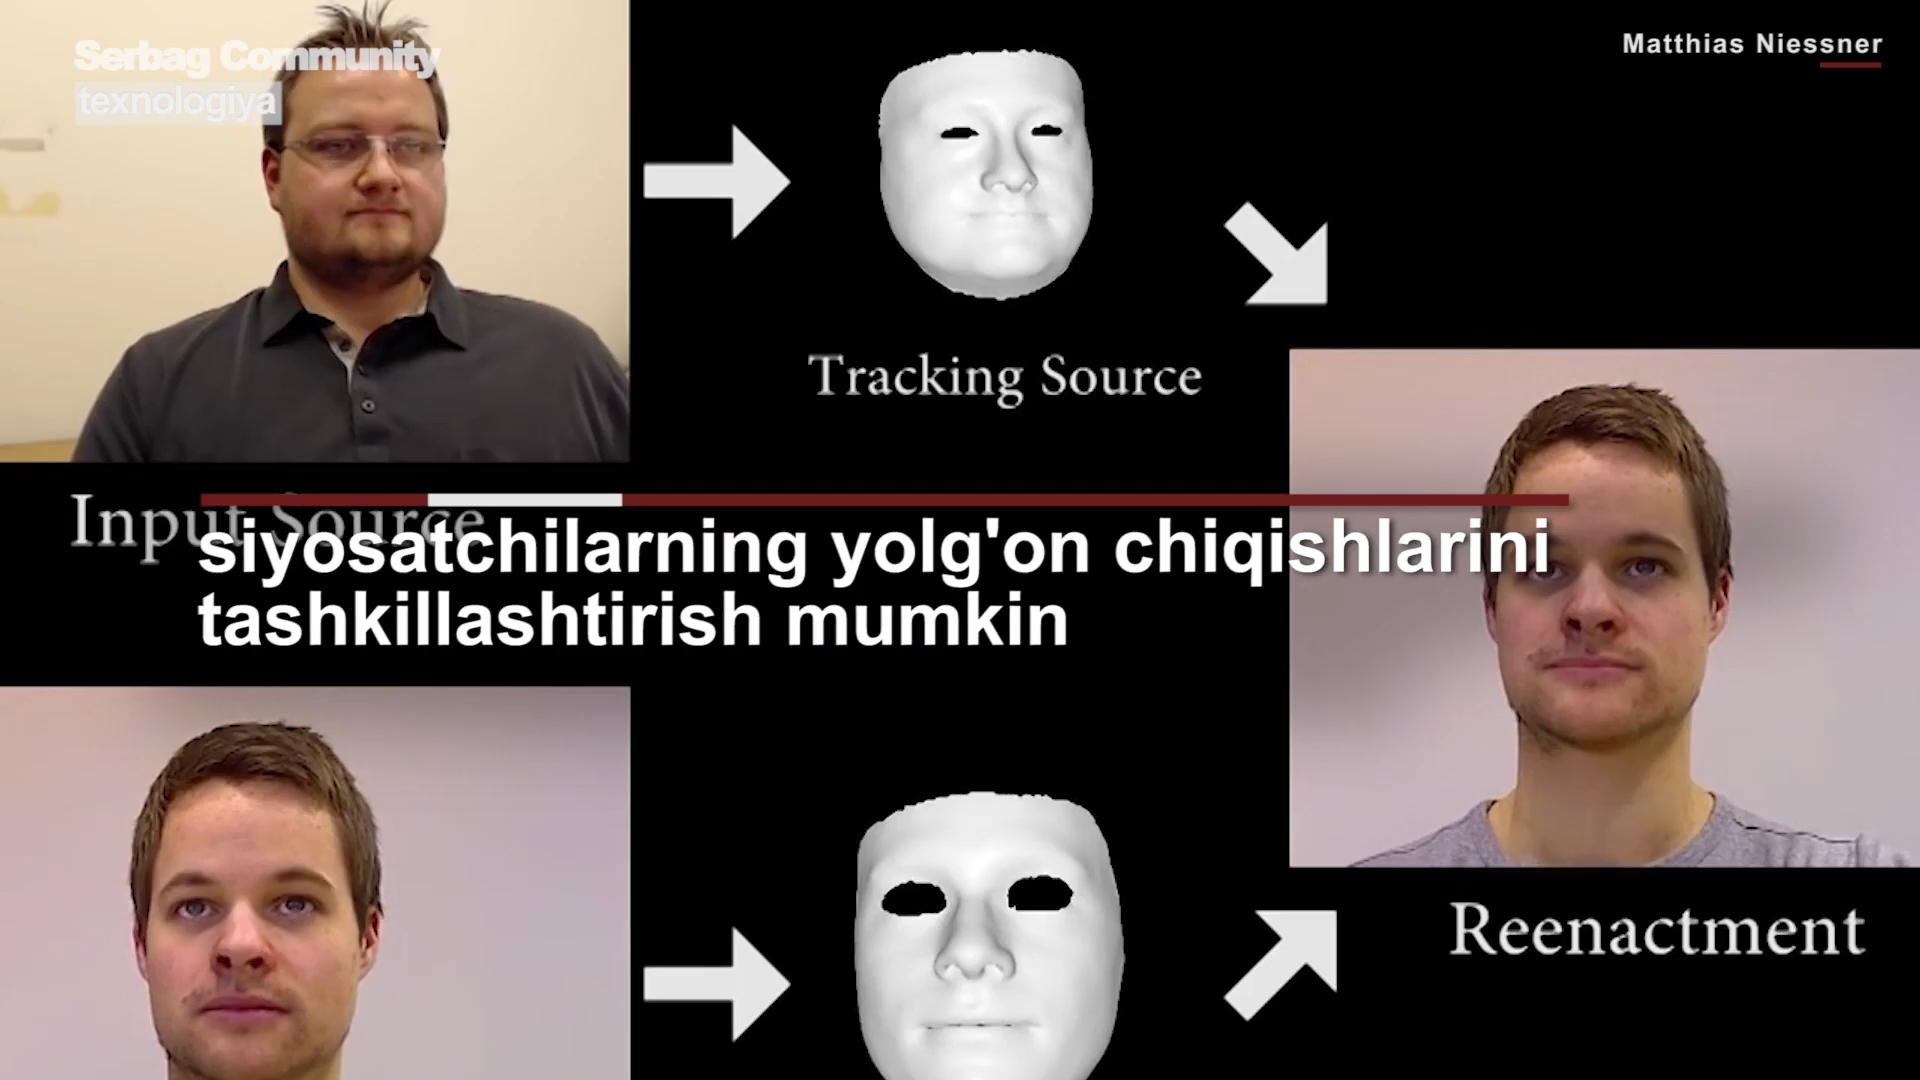 Serbag Community
texnologiya
Matthias Niessner
Tracking Source
Input Source
siyosatchilarning yolg'on chiqishlarini
tashkillashtirish mumkin
Reenactment